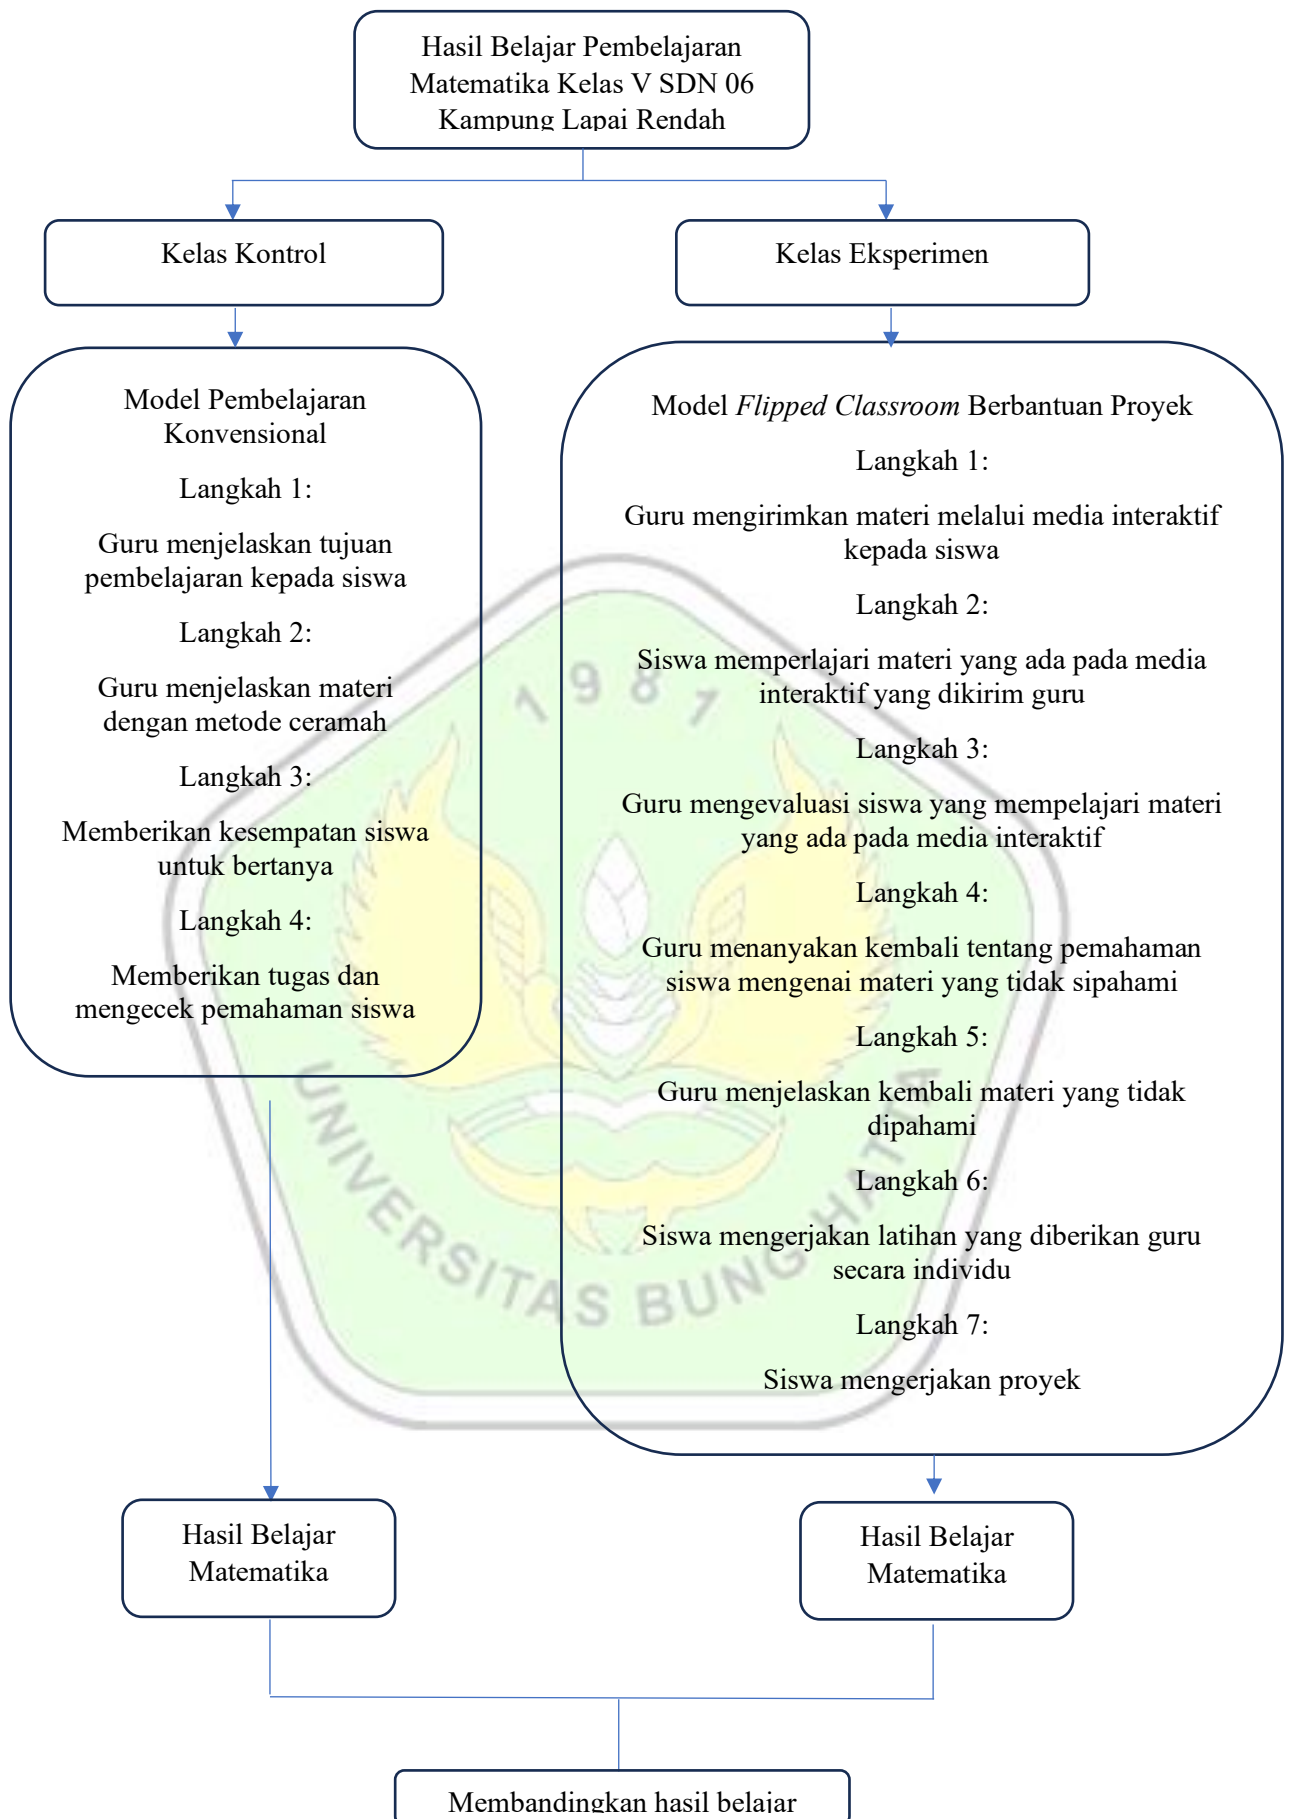 Hasil Belajar Pembelajaran
Matematika Kelas V SDN 06
Kampung Lapai Rendah
Kelas Kontrol
Kelas Eksperimen
Model Pembelajaran
Konvensional
Langkah 1:
Guru menjelaskan tujuan
pembelajaran kepada siswa
Langkah 2:
Guru menjelaskan materi
dengan metode ceramah
Langkah 3:
Memberikan kesempatan siswa
untuk bertanya
Langkah 4:
Memberikan tugas dan
mengecek pemahaman siswa
Model Flipped Classroom Berbantuan Proyek
Langkah 1:
Guru mengirimkan materi melalui media interaktif
kepada siswa
Langkah 2:
Siswa memperlajari materi yang ada pada media
interaktif yang dikirim guru
Langkah 3:
Guru mengevaluasi siswa yang mempelajari materi
yang ada pada media interaktif
Langkah 4:
Guru menanyakan kembali tentang pemahaman
siswa mengenai materi yang tidak sipahami
Langkah 5:
Guru menjelaskan kembali materi yang tidak
dipahami
Langkah 6:
Siswa mengerjakan latihan yang diberikan guru
secara individu
Langkah 7:
Siswa mengerjakan proyek
1981
UNIVERSITAS BUNG HATTA
Hasil Belajar
Matematika
Hasil Belajar
Matematika
Membandingkan hasil belajar